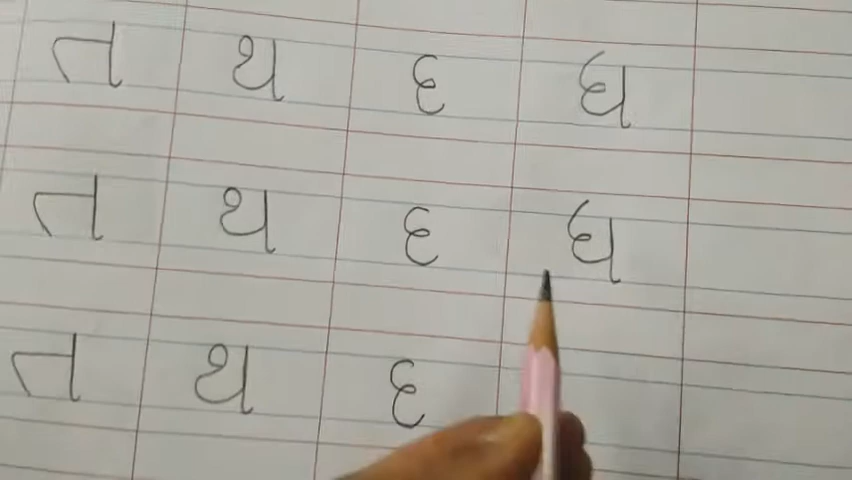 ત થ દ ધ
ત થ દ ધ
ત થ દ